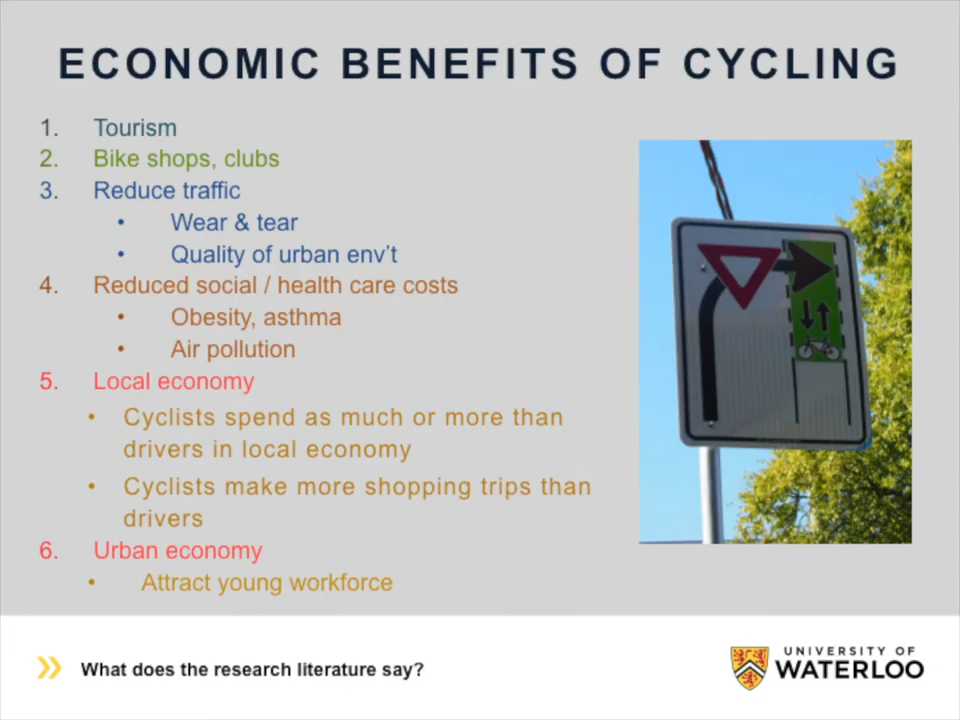 ECONOMIC BENEFITS OF CYCLING
1. Tourism
2. Bike shops, clubs
3. Reduce traffic
• Wear & tear
• Quality of urban env't
4. Reduced social / health care costs
• Obesity, asthma
• Air pollution
5. Local economy
• Cyclists spend as much or more than
drivers in local economy
• Cyclists make more shopping trips than
drivers
6. Urban economy
• Attract young workforce
What does the research literature say?
UNIVERSITY OF
WATERLOO